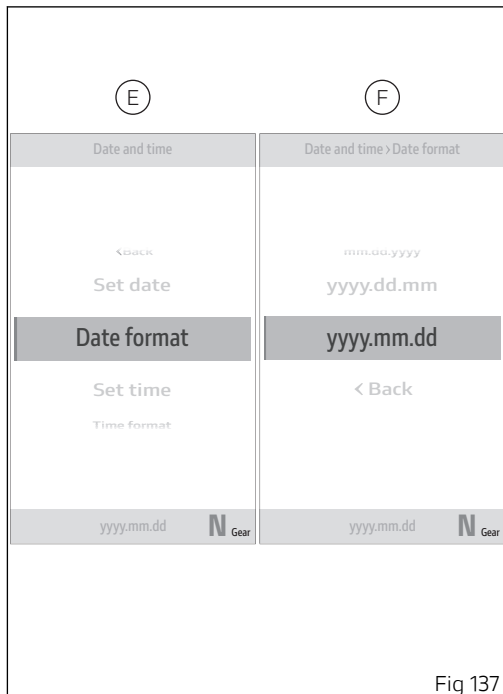 E
Date and time
<Back
Set date
Date format
Set time
Time format
yyyy.mm.dd N Gear
F
Date and time › Date format
mm.dd.yyyy
yyyy.dd.mm
yyyy.mm.dd
< Back
yyyy.mm.dd N Gear
Fig 137